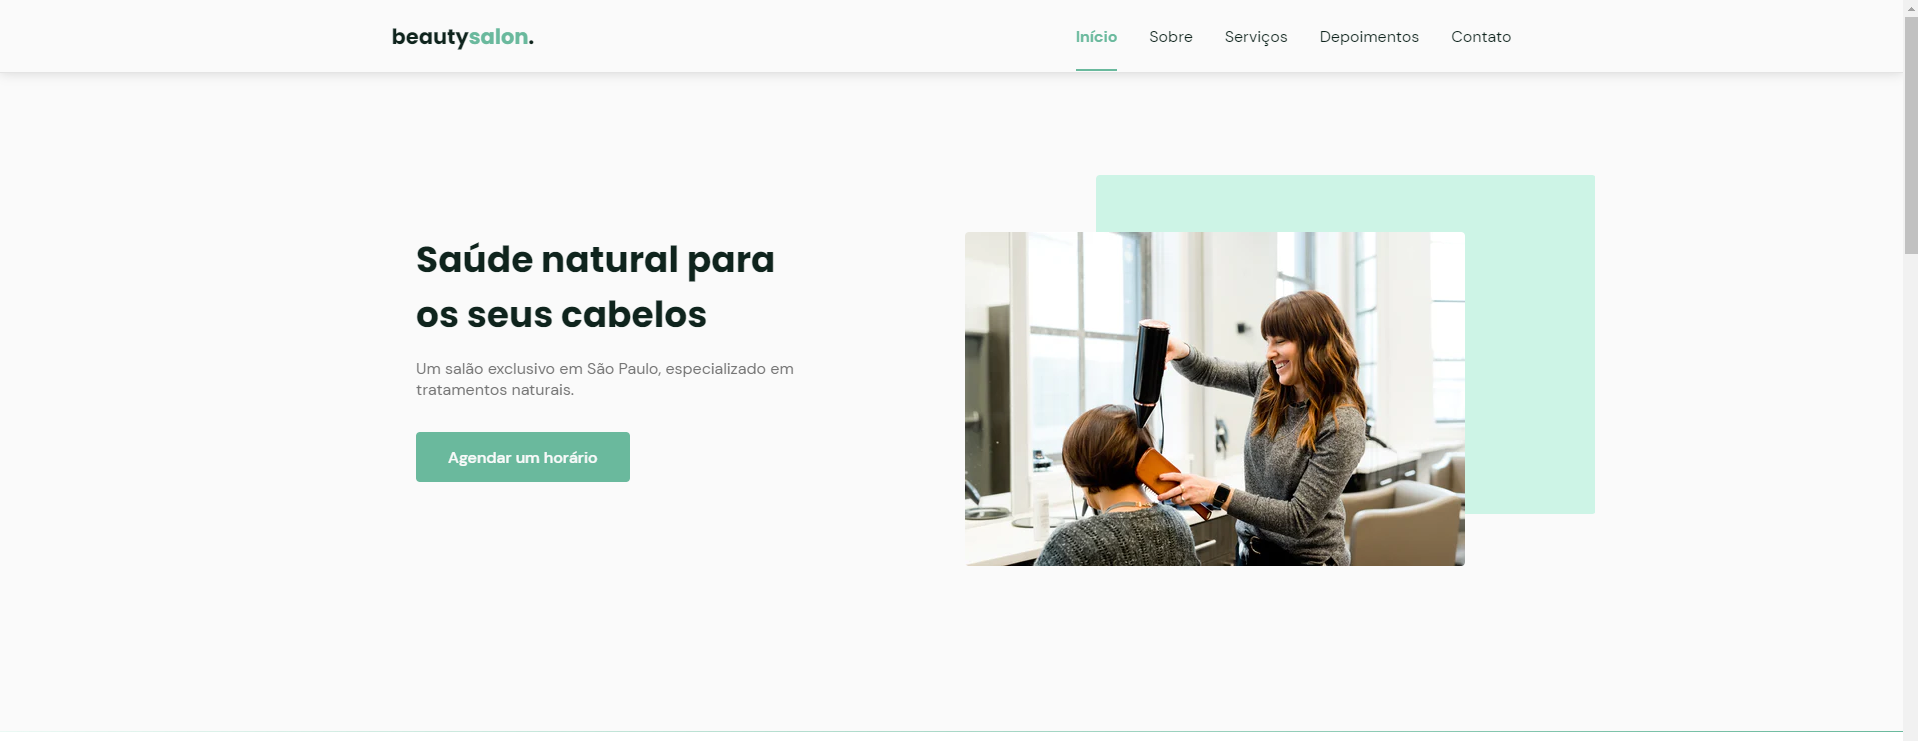 beautysalon.
Início Sobre Serviços Depoimentos Contato
Saúde natural para
os seus cabelos
Um salão exclusivo em São Paulo, especializado em
tratamentos naturais.
Agendar um horário